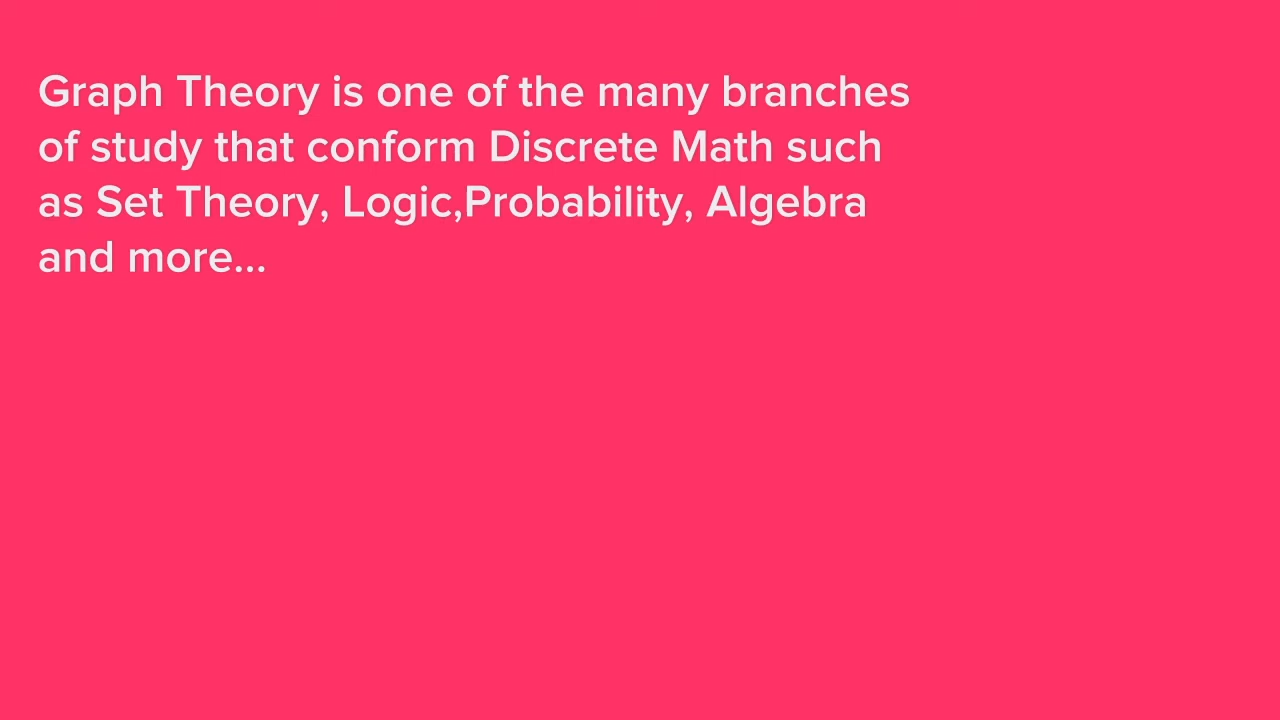 Graph Theory is one of the many branches
of study that conform Discrete Math such
as Set Theory, Logic,Probability, Algebra
and more...